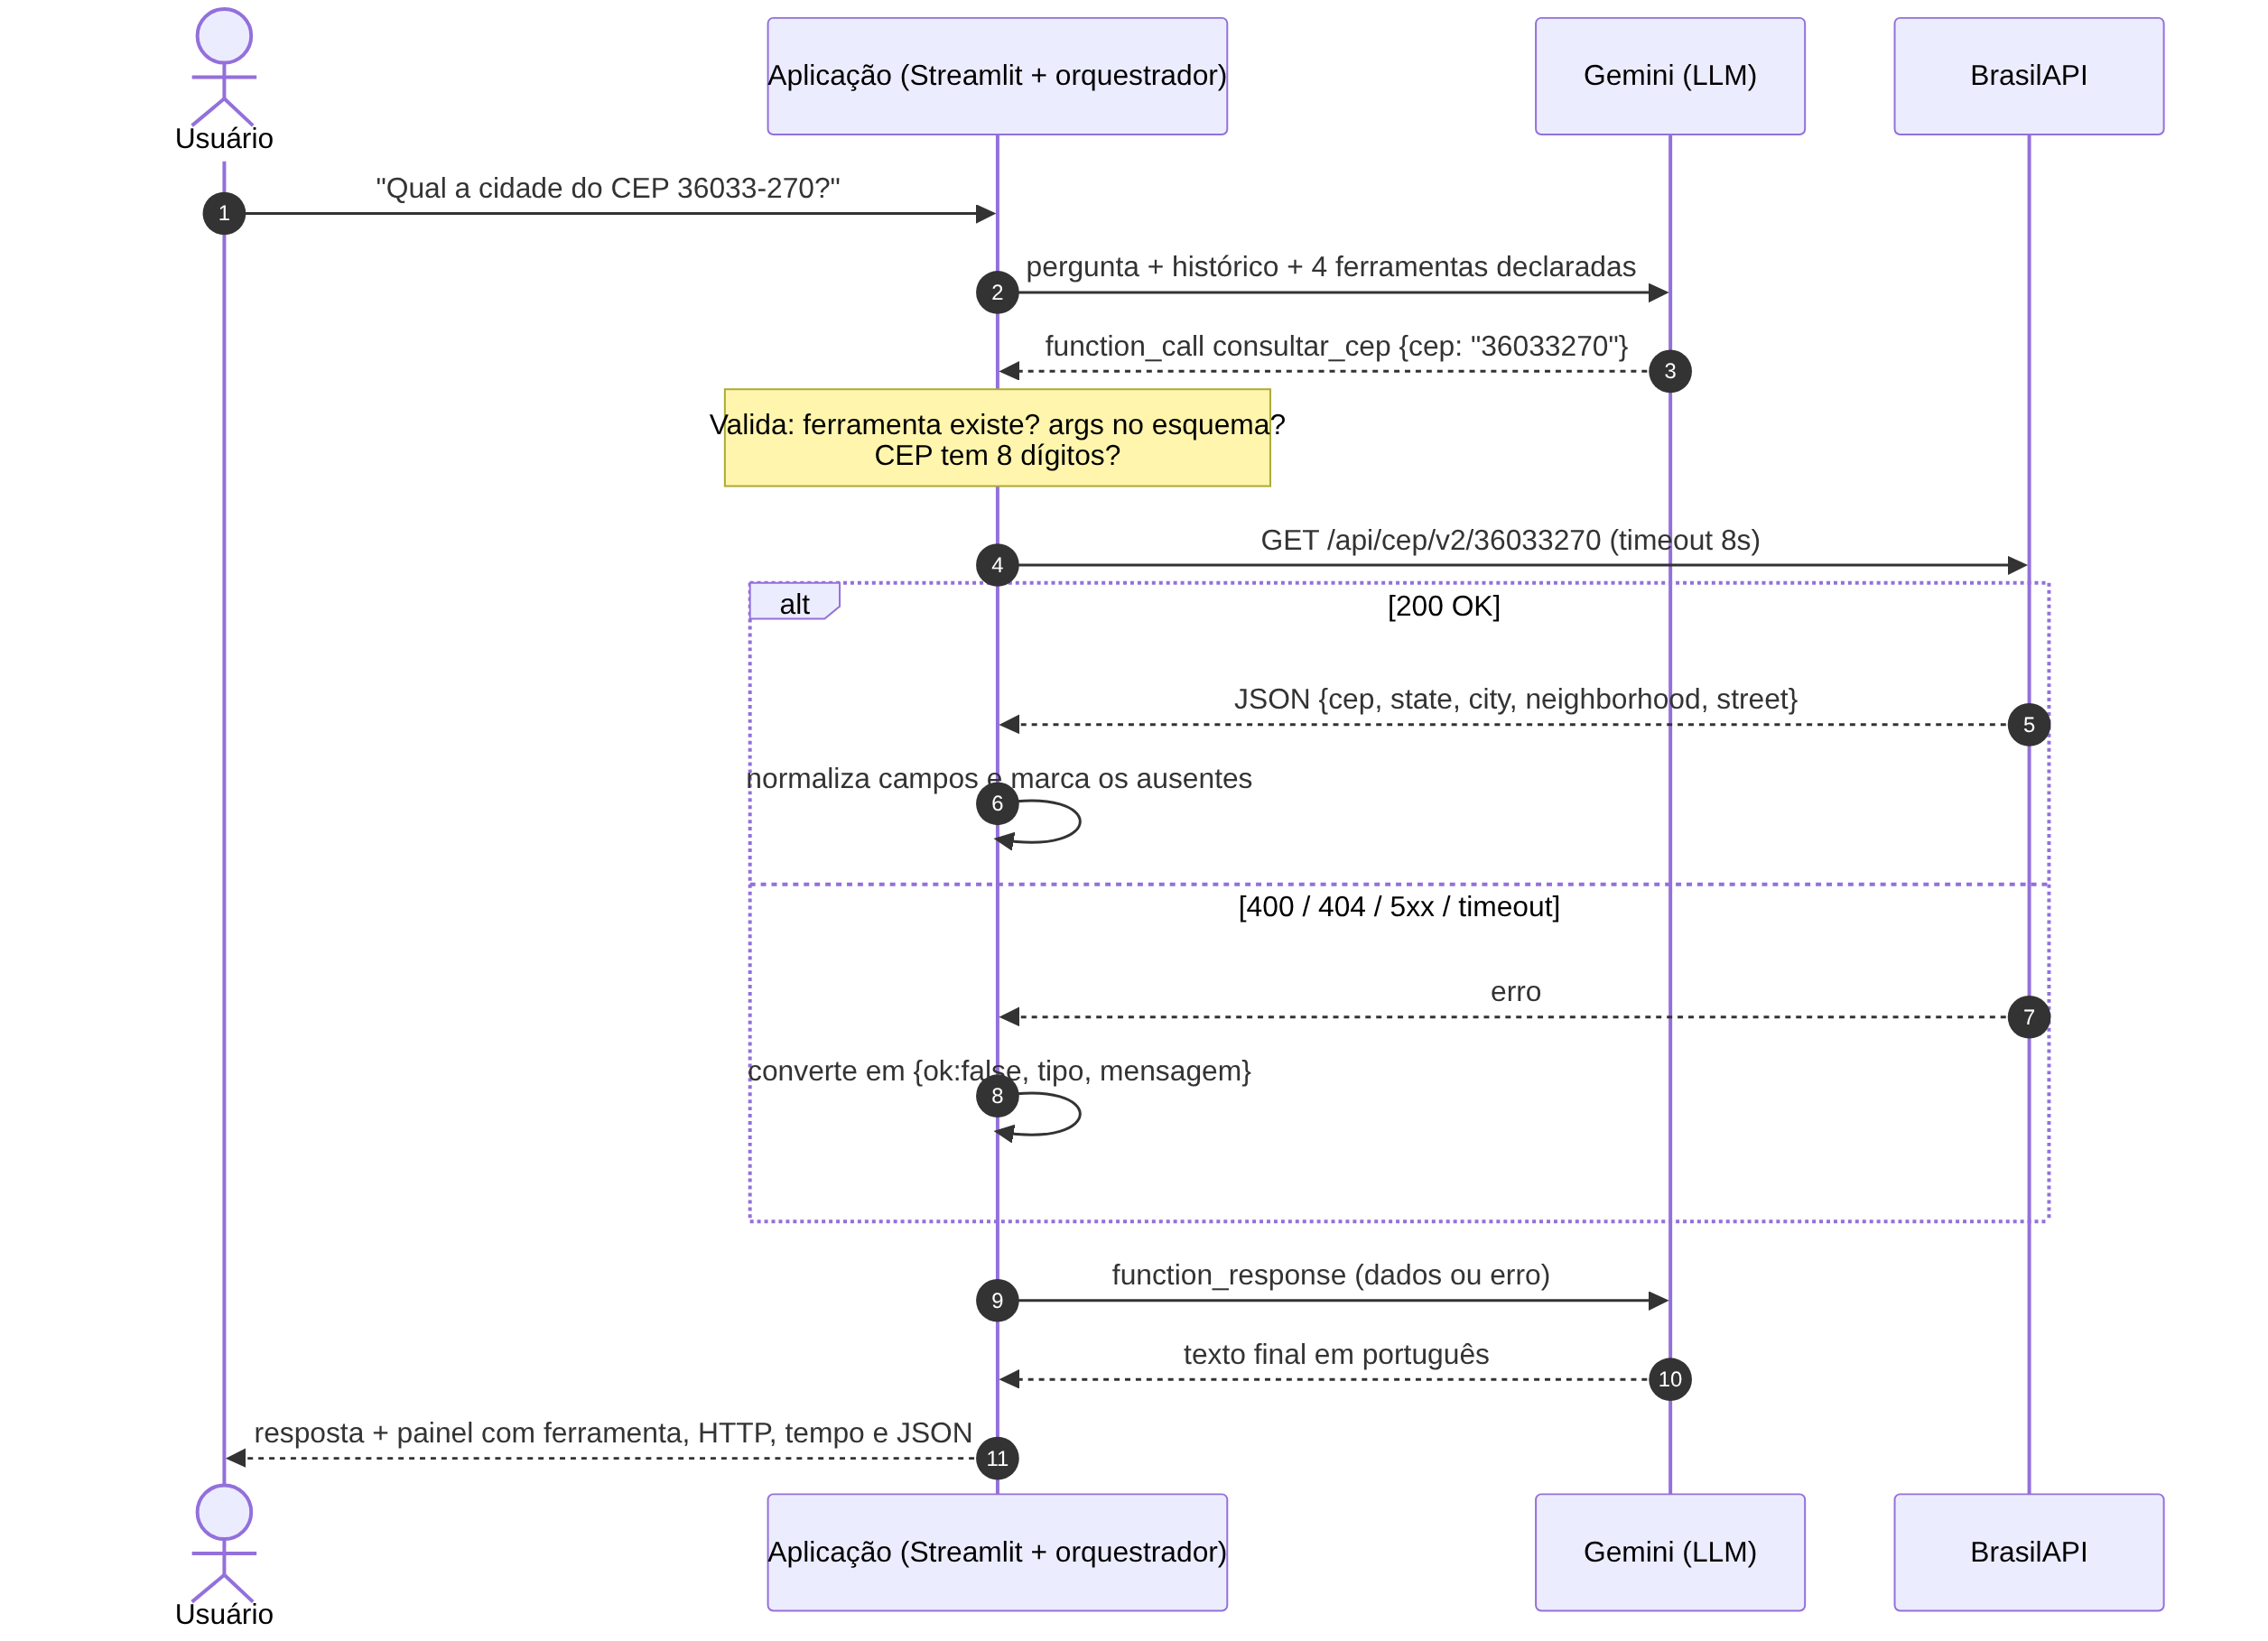 Usuário
Aplicação (Streamlit + orquestrador)
Gemini (LLM)
BrasilAPI
"Qual a cidade do CEP 36033-270?"
1
pergunta + histórico + 4 ferramentas declaradas
2
function_call consultar_cep {cep: "36033270"}
3
Valida: ferramenta existe? args no esquema?
CEP tem 8 dígitos?
GET /api/cep/v2/36033270 (timeout 8s)
4
alt
[200 OK]
JSON {cep, state, city, neighborhood, street}
5
normaliza campos e marca os ausentes
6
[400 / 404 / 5xx / timeout]
erro
7
converte em {ok:false, tipo, mensagem}
8
function_response (dados ou erro)
9
texto final em português
10
resposta + painel com ferramenta, HTTP, tempo e JSON
11
Usuário
Aplicação (Streamlit + orquestrador)
Gemini (LLM)
BrasilAPI